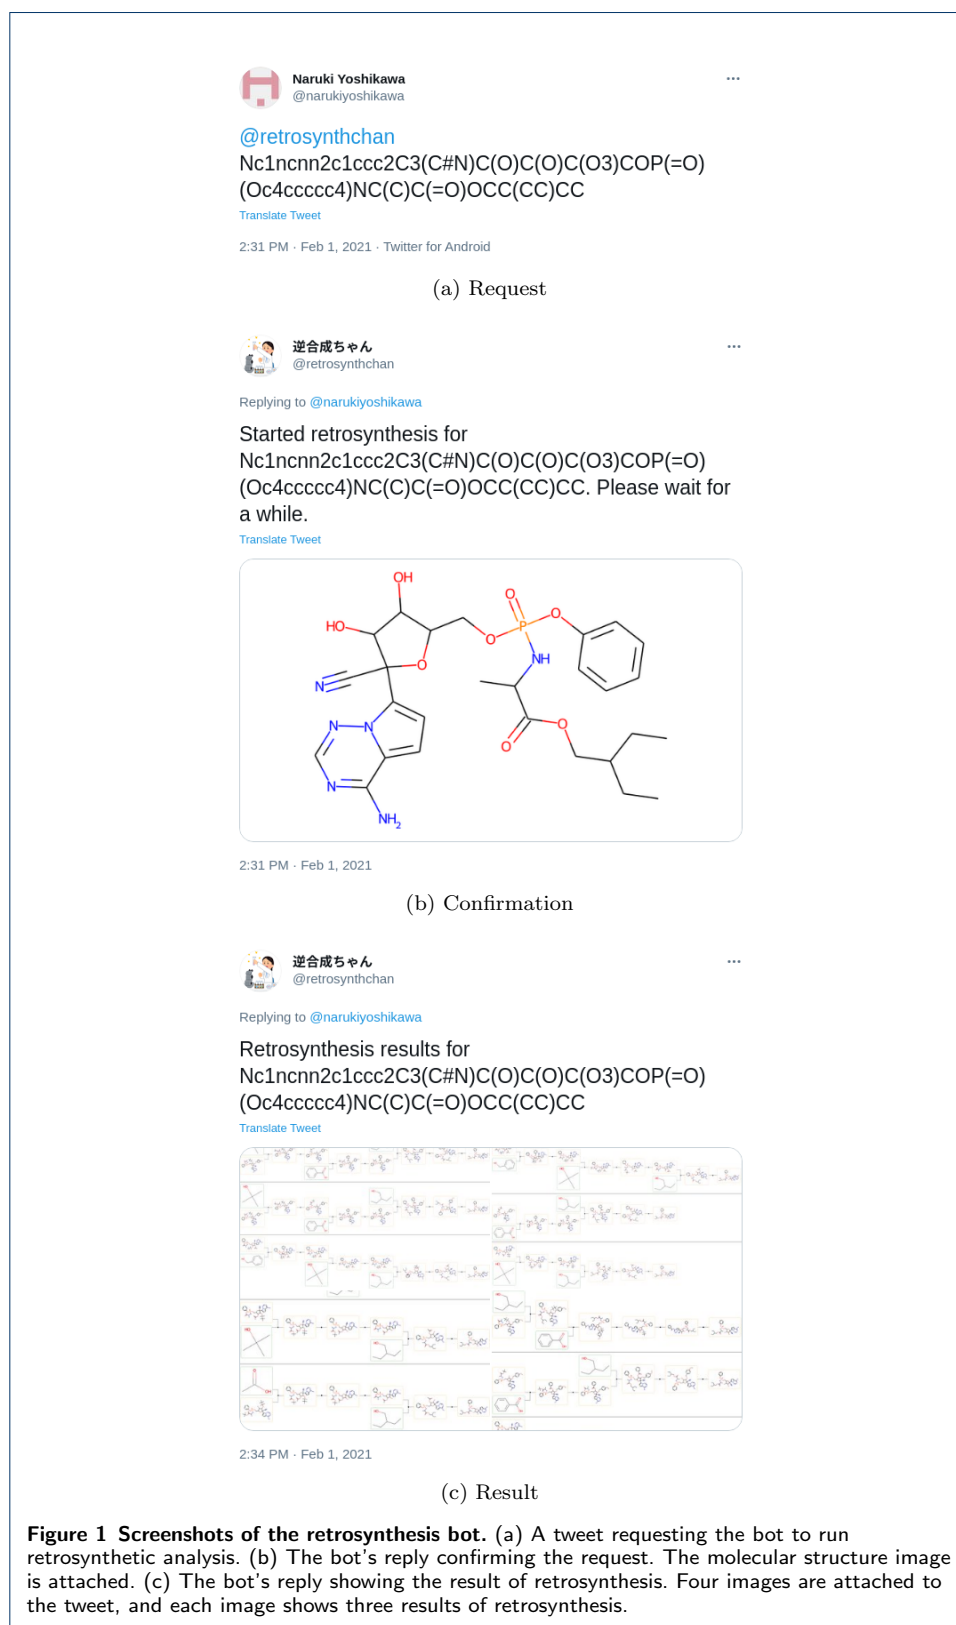 Naruki Yoshikawa
@narukiyoshikawa
@retrosynthchan
Nc1ncnn2c1ccc2C3(C#N)C(O)C(O)C(O3)COP(=O)
(Oc4ccccc4)NC(C)C(=O)OCC(CC)CC
Translate Tweet
2:31 PM · Feb 1, 2021 · Twitter for Android
(a) Request
逆合成ちゃん
@retrosynthchan
Replying to @narukiyoshikawa
Started retrosynthesis for
Nc1ncnn2c1ccc2C3(C#N)C(O)C(O)C(O3)COP(=O)
(Oc4ccccc4)NC(C)C(=O)OCC(CC)CC. Please wait for
a while.
Translate Tweet
OH
O
HO
P
O
O
O
NH
N
N
N
O
O
N
NH2
2:31 PM · Feb 1, 2021
(b) Confirmation
逆合成ちゃん
@retrosynthchan
Replying to @narukiyoshikawa
Retrosynthesis results for
Nc1ncnn2c1ccc2C3(C#N)C(O)C(O)C(O3)COP(=O)
(Oc4ccccc4)NC(C)C(=O)OCC(CC)CC
Translate Tweet
2:34 PM · Feb 1, 2021
(c) Result
Figure 1 Screenshots of the retrosynthesis bot. (a) A tweet requesting the bot to run
retrosynthetic analysis. (b) The bot's reply confirming the request. The molecular structure image
is attached. (c) The bot's reply showing the result of retrosynthesis. Four images are attached to
the tweet, and each image shows three results of retrosynthesis.